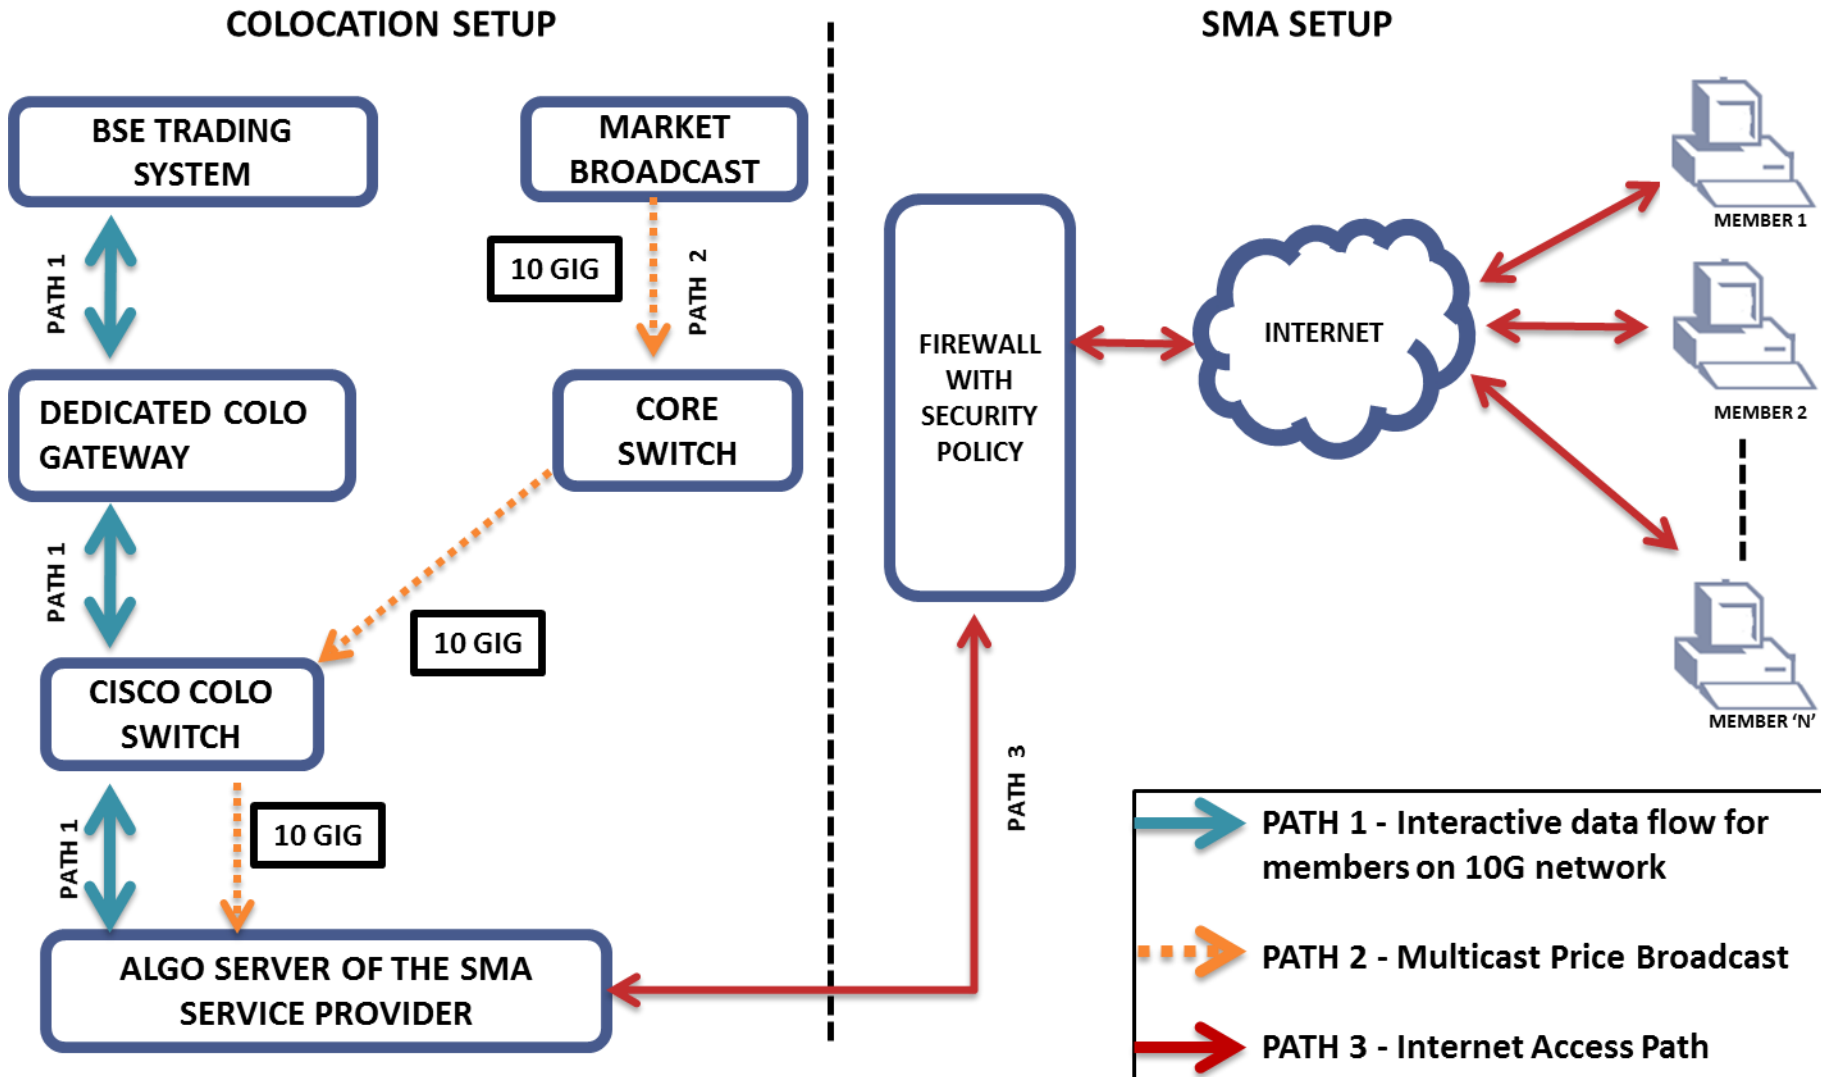 COLOCATION SETUP
SMA SETUP
BSE TRADING
SYSTEM
MARKET
BROADCAST
PATH 1
10 GIG
PATH 2
DEDICATED COLO
GATEWAY
CORE
SWITCH
PATH 1
10 GIG
CISCO COLO
SWITCH
PATH 1
10 GIG
ALGO SERVER OF THE SMA
SERVICE PROVIDER
FIREWALL
WITH
SECURITY
POLICY
INTERNET
MEMBER 1
MEMBER 2
MEMBER ‘N’
PATH 3
PATH 1 - Interactive data flow for
members on 10G network
PATH 2 - Multicast Price Broadcast
PATH 3 - Internet Access Path